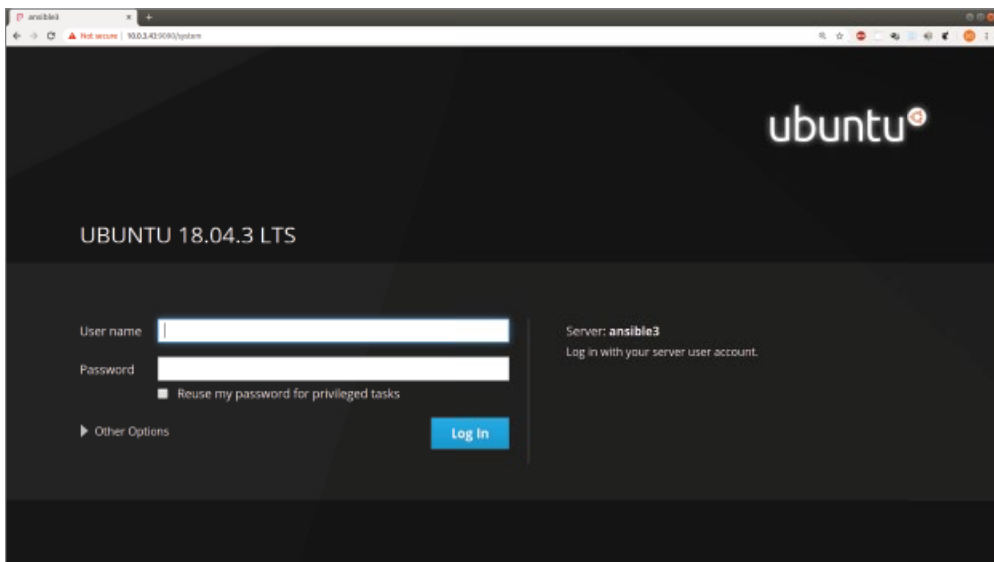 ansible3
Not secure | 10.0.3.43:9090/system
ubuntu
UBUNTU 18.04.3 LTS
User name
Password
Reuse my password for privileged tasks
Other Options
Log In
Server: ansible3
Log in with your server user account.